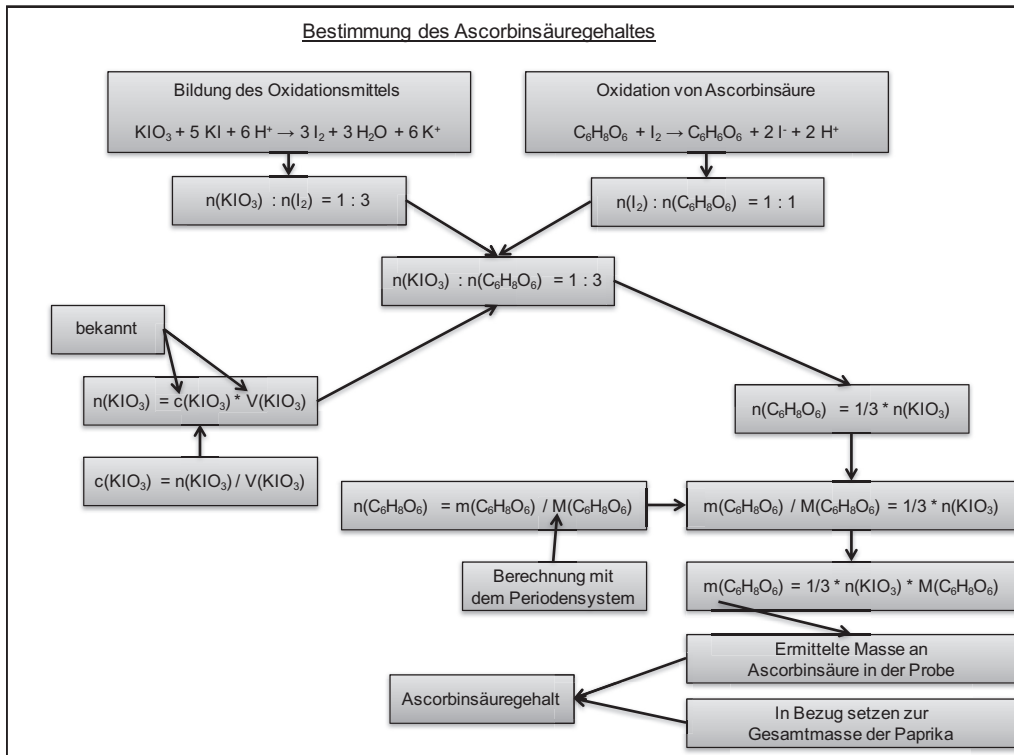 Bestimmung des Ascorbinsäuregehaltes
Bildung des Oxidationsmittels
KIO₃ + 5 KI + 6 H⁺ → 3 I₂ + 3 H₂O + 6 K⁺
Oxidation von Ascorbinsäure
C₆H₈O₆ + I₂ → C₆H₆O₆ + 2 I⁻ + 2 H⁺
n(KIO₃) : n(I₂) = 1 : 3
n(I₂) : n(C₆H₈O₆) = 1 : 1
n(KIO₃) : n(C₆H₈O₆) = 1 : 3
bekannt
n(KIO₃) = c(KIO₃) * V(KIO₃)
c(KIO₃) = n(KIO₃) / V(KIO₃)
n(C₆H₈O₆) = 1/3 * n(KIO₃)
n(C₆H₈O₆) = m(C₆H₈O₆) / M(C₆H₈O₆)
m(C₆H₈O₆) / M(C₆H₈O₆) = 1/3 * n(KIO₃)
Berechnung mit
dem Periodensystem
m(C₆H₈O₆) = 1/3 * n(KIO₃) * M(C₆H₈O₆)
Ermittelte Masse an
Ascorbinsäure in der Probe
Ascorbinsäuregehalt
In Bezug setzen zur
Gesamtmasse der Paprika